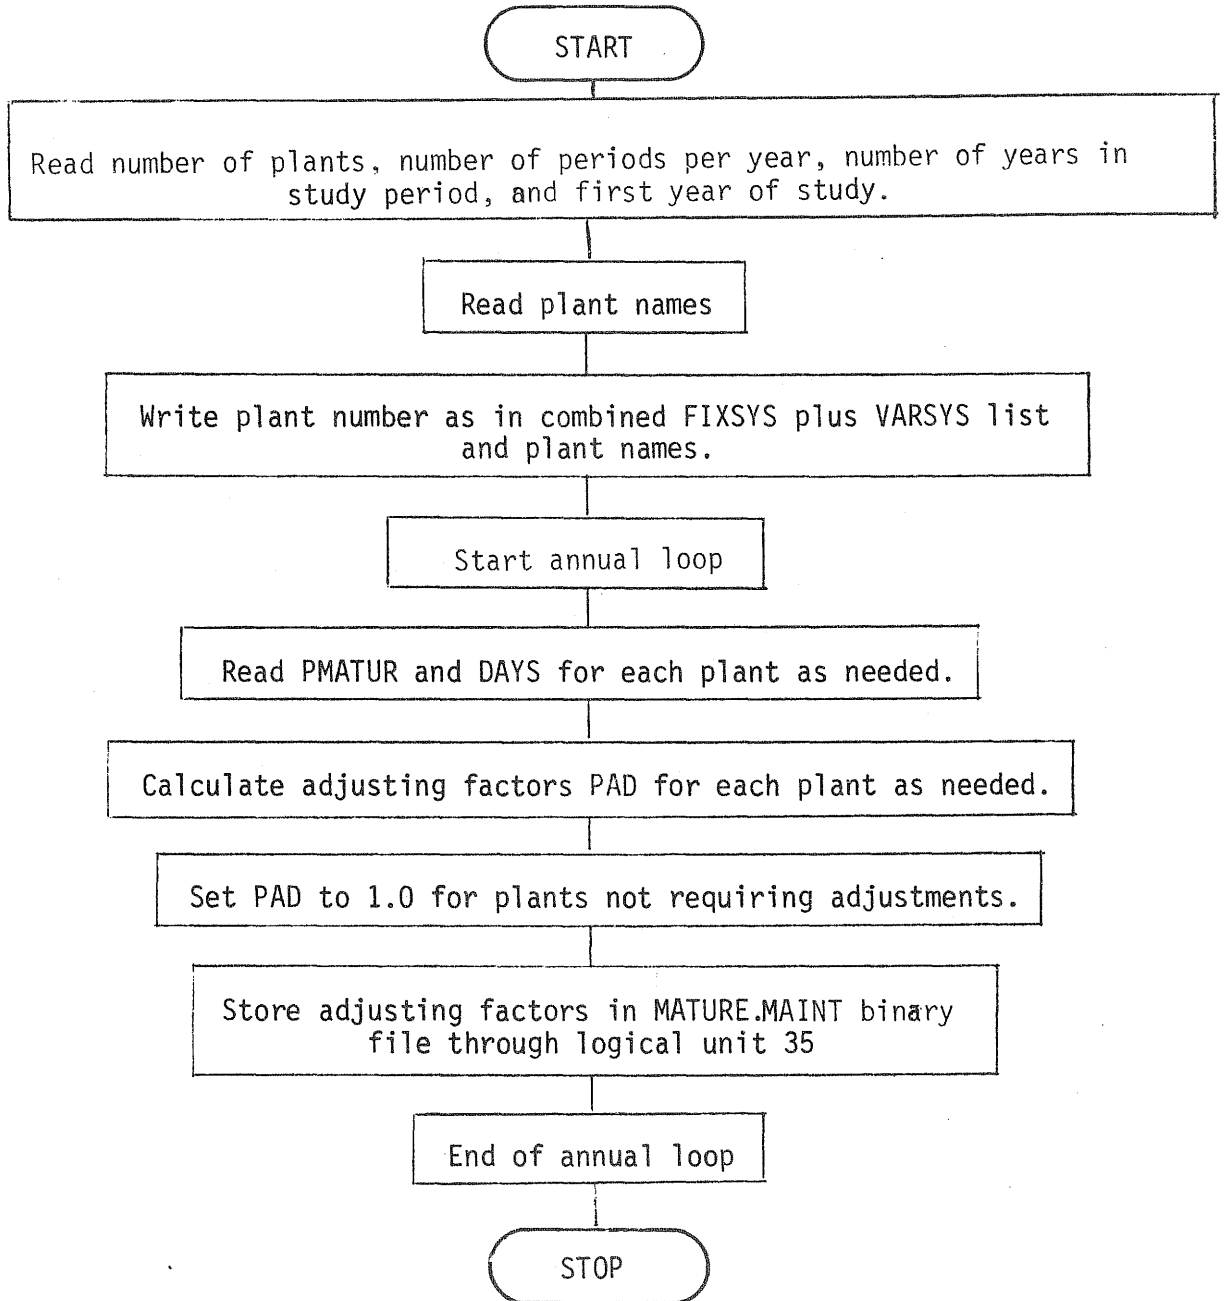 START
Read number of plants, number of periods per year, number of years in
study period, and first year of study.
Read plant names
Write plant number as in combined FIXSYS plus VARSYS list
and plant names.
Start annual loop
Read PMATUR and DAYS for each plant as needed.
Calculate adjusting factors PAD for each plant as needed.
Set PAD to 1.0 for plants not requiring adjustments.
Store adjusting factors in MATURE.MAINT binary
file through logical unit 35
End of annual loop
STOP